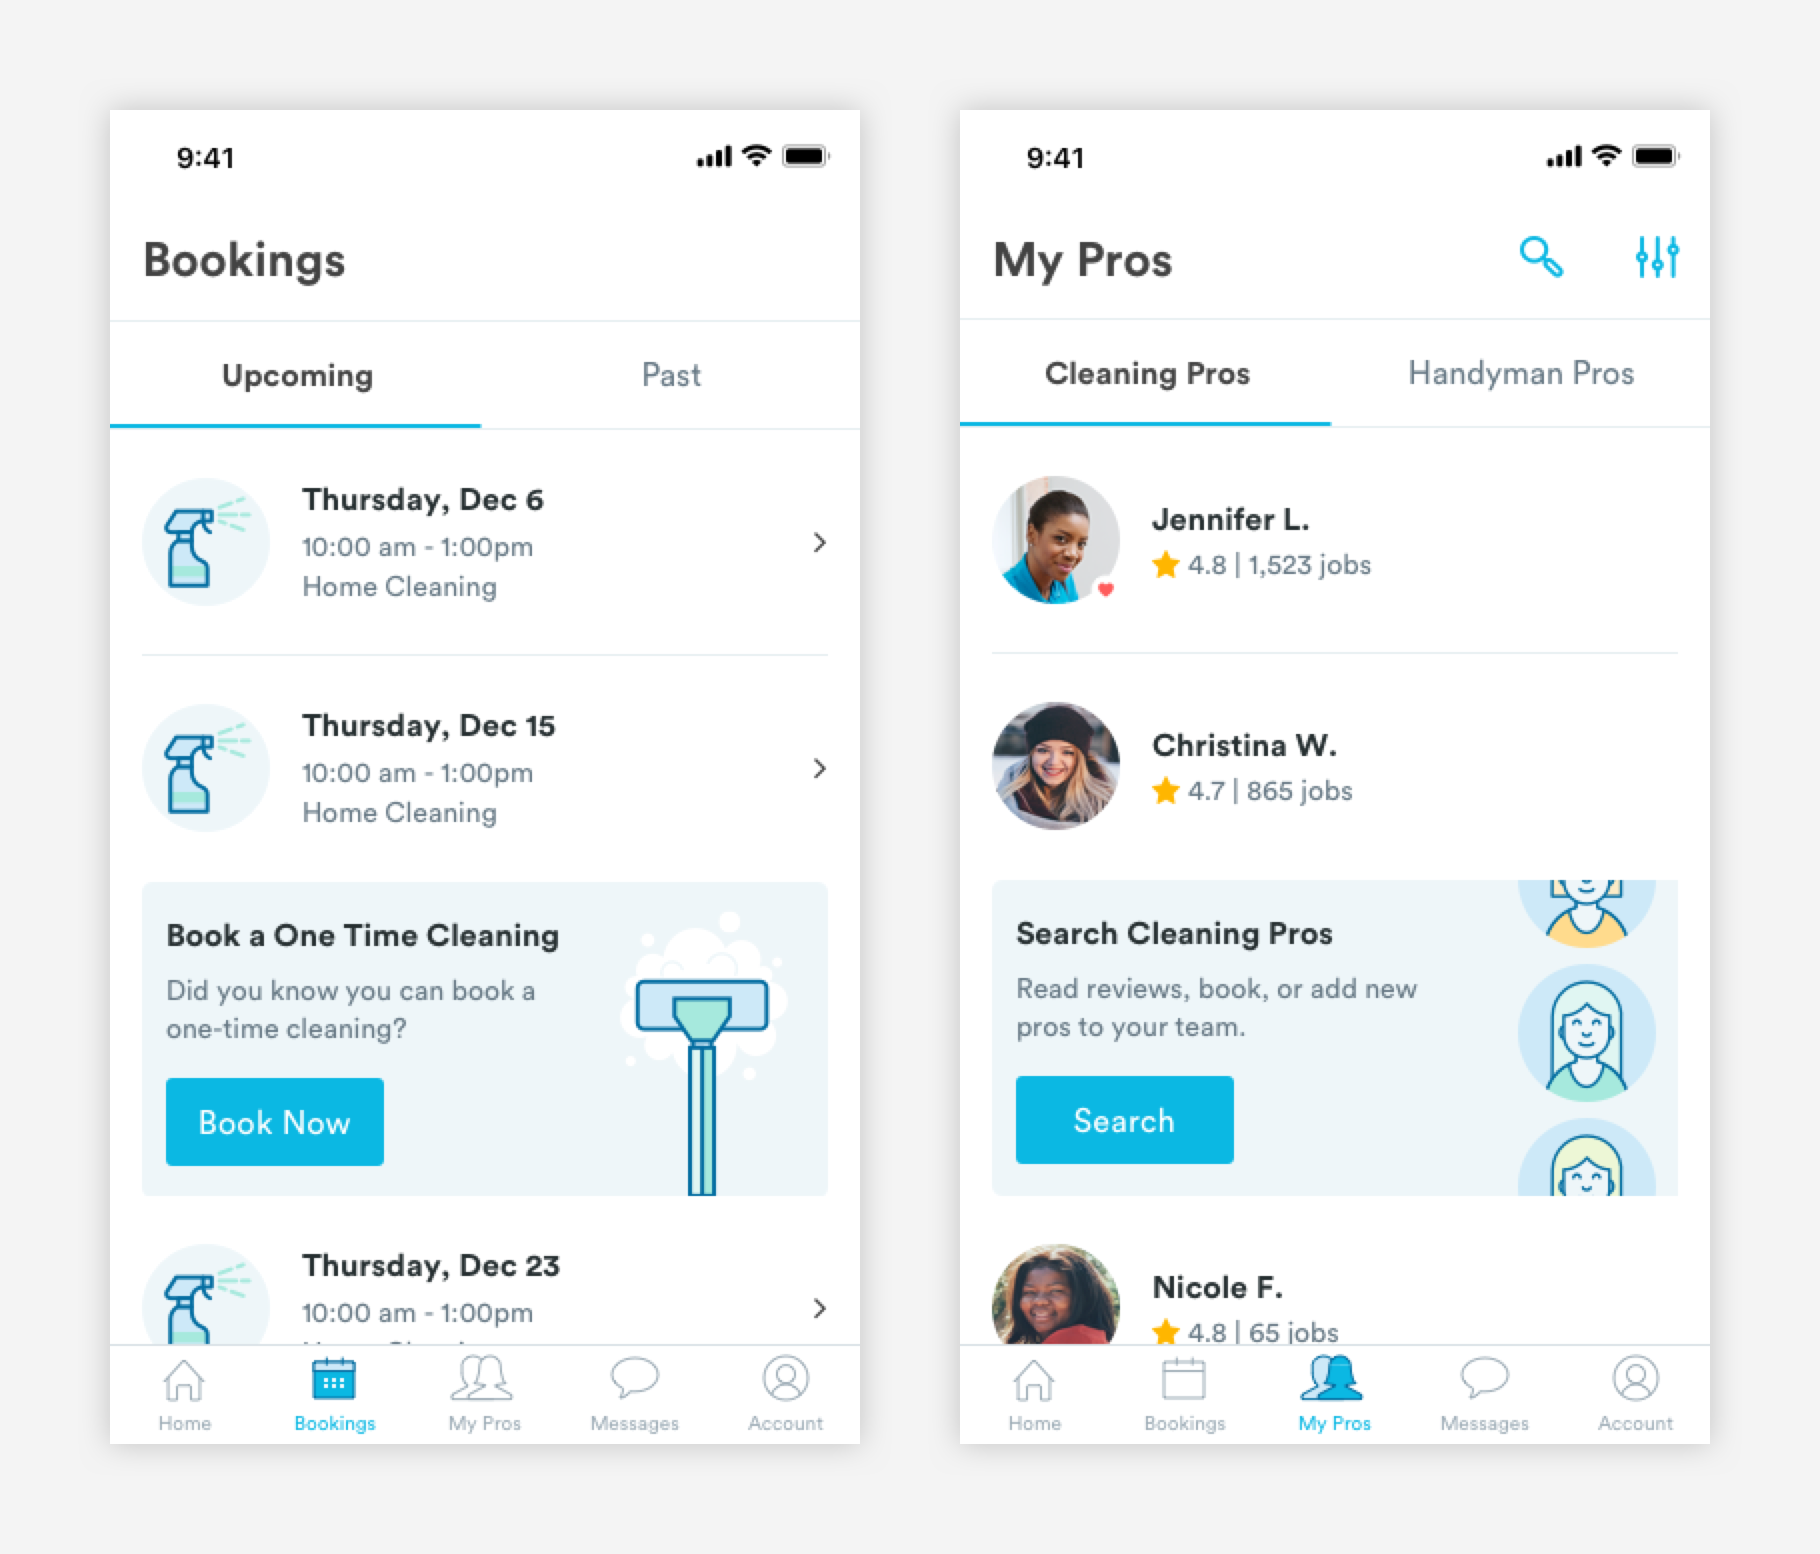 9:41
Bookings
Upcoming
Past
Thursday, Dec 6
10:00 am - 1:00pm
Home Cleaning
Thursday, Dec 15
10:00 am - 1:00pm
Home Cleaning
Book a One Time Cleaning
Did you know you can book a
one-time cleaning?
Book Now
Thursday, Dec 23
10:00 am - 1:00pm
Home
Bookings
My Pros
Messages
Account
9:41
My Pros
Cleaning Pros
Handyman Pros
Jennifer L.
4.8 | 1,523 jobs
Christina W.
4.7 | 865 jobs
Search Cleaning Pros
Read reviews, book, or add new
pros to your team.
Search
Nicole F.
4.8 | 65 jobs
Home
Bookings
My Pros
Messages
Account